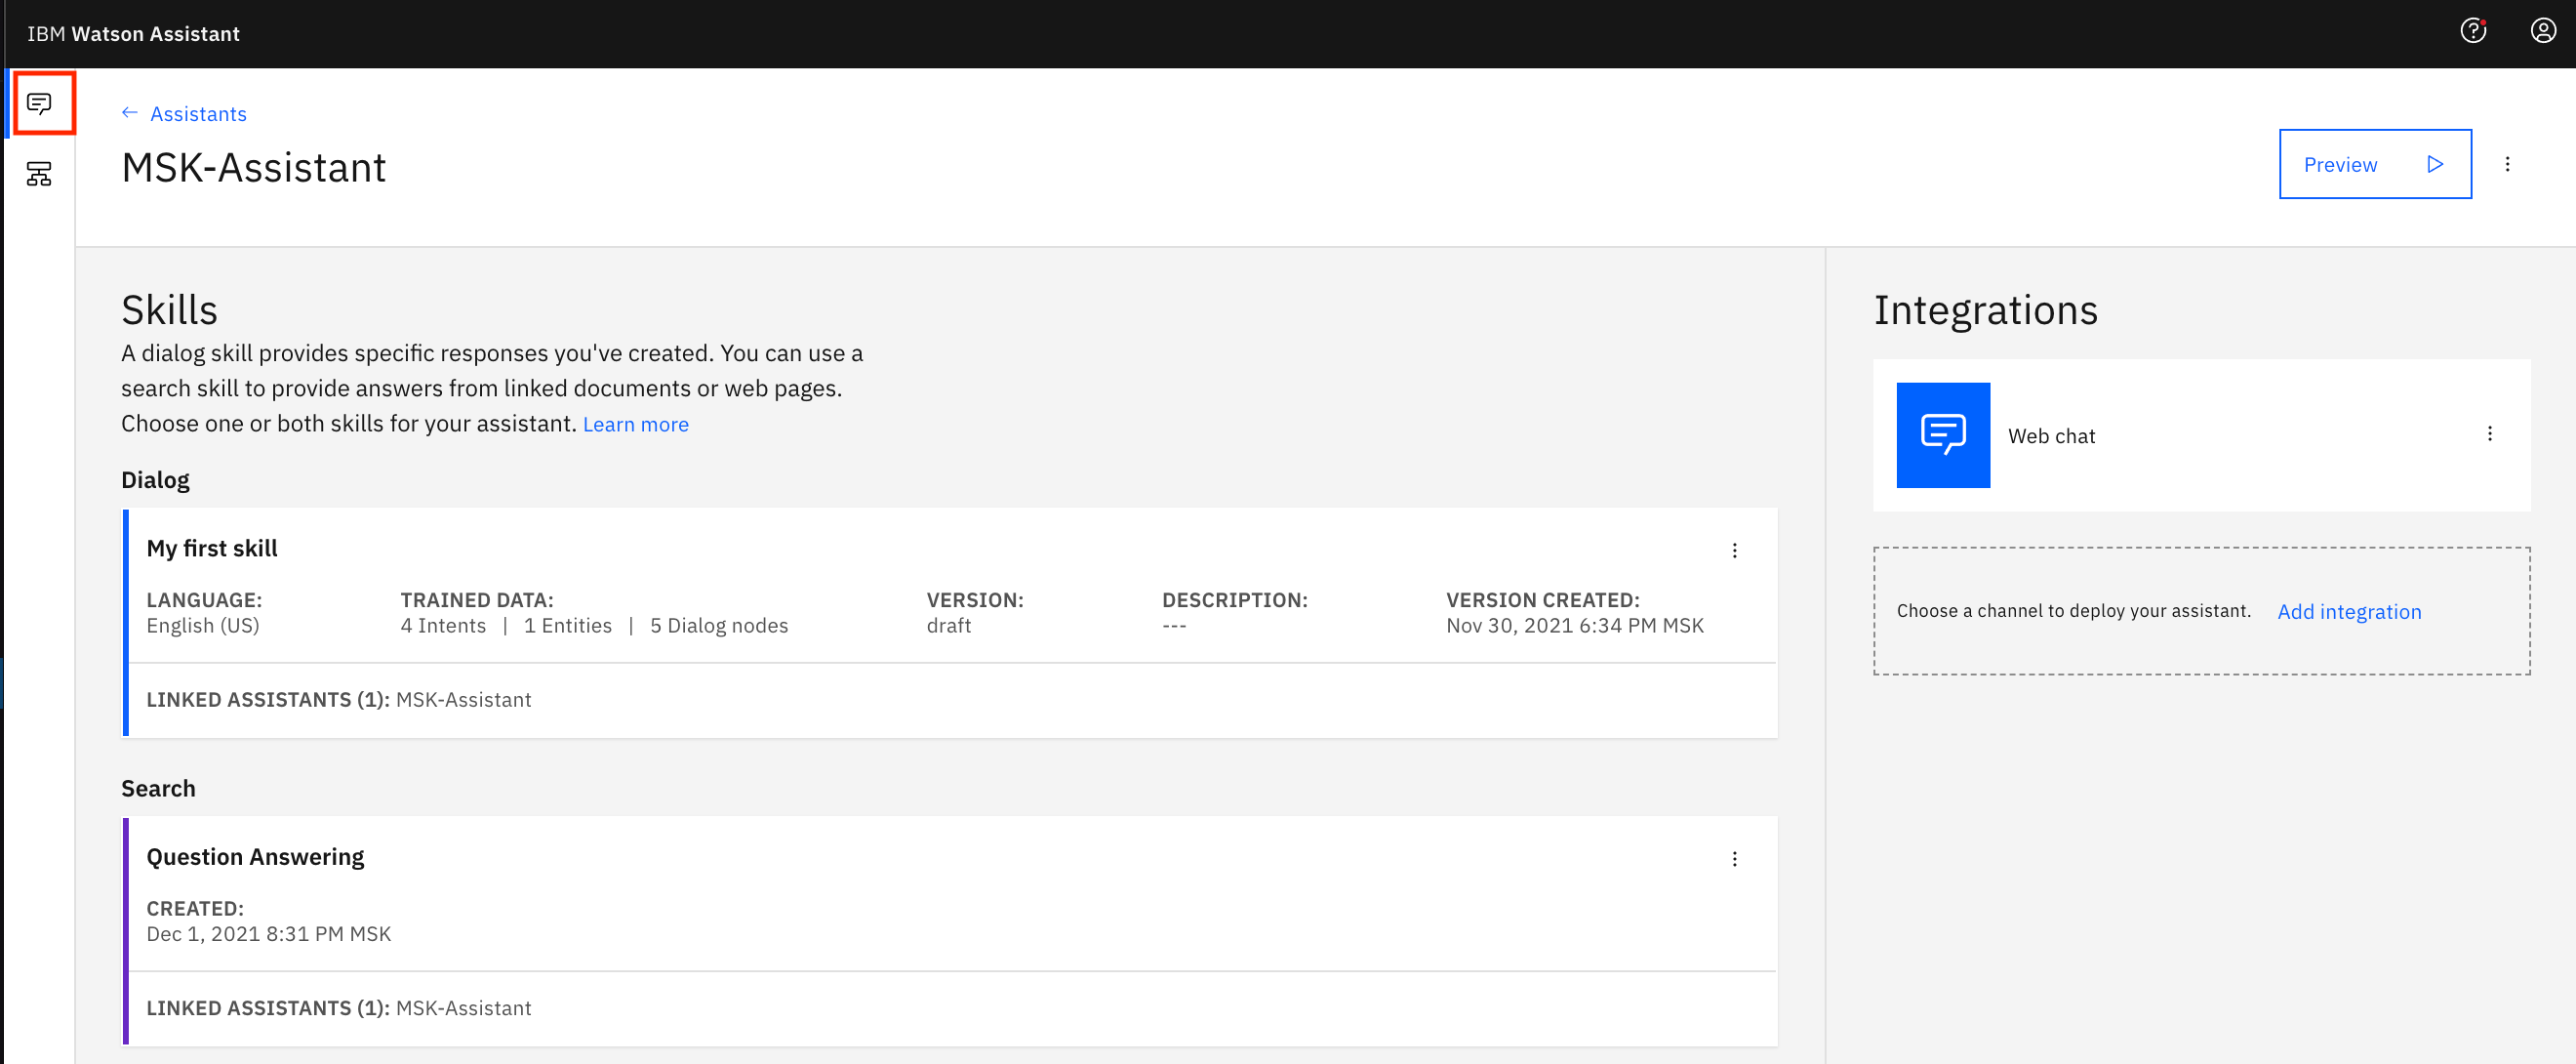 IBM Watson Assistant
← Assistants
MSK-Assistant
Preview
Skills
A dialog skill provides specific responses you've created. You can use a
search skill to provide answers from linked documents or web pages.
Choose one or both skills for your assistant. Learn more
Dialog
My first skill
LANGUAGE: TRAINED DATA: VERSION: DESCRIPTION: VERSION CREATED:
English (US) 4 Intents | 1 Entities | 5 Dialog nodes draft --- Nov 30, 2021 6:34 PM MSK
LINKED ASSISTANTS (1): MSK-Assistant
Search
Question Answering
CREATED:
Dec 1, 2021 8:31 PM MSK
LINKED ASSISTANTS (1): MSK-Assistant
Integrations
Web chat
Choose a channel to deploy your assistant. Add integration